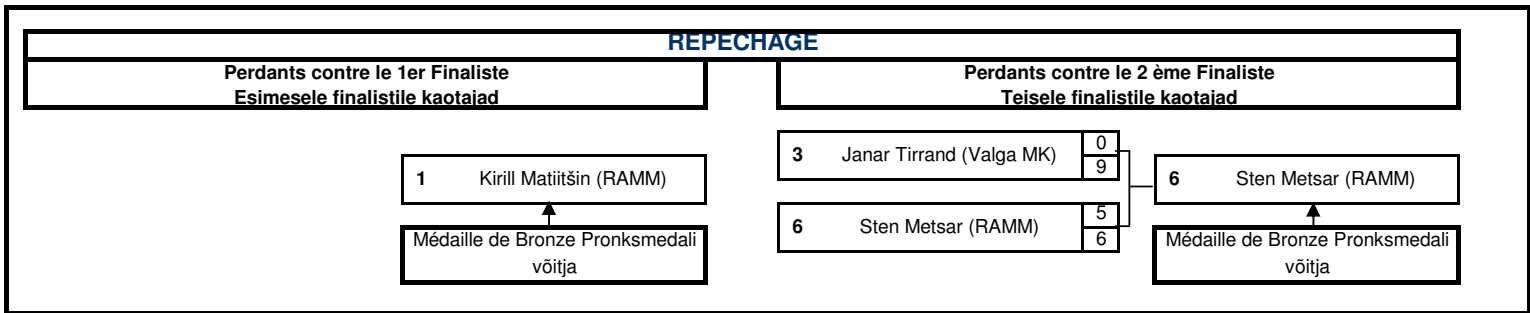 REPECHAGE
Perdants contre le 1er Finaliste
Esimesele finalistile kaotajad
Perdants contre le 2 ème Finaliste
Teisele finalistile kaotajad
1 Kirill Matiitšin (RAMM)
Médaille de Bronze Pronksmedali
võitja
3 Janar Tirrand (Valga MK) 0
9
6 Sten Metsar (RAMM) 5
6
6 Sten Metsar (RAMM)
Médaille de Bronze Pronksmedali
võitja